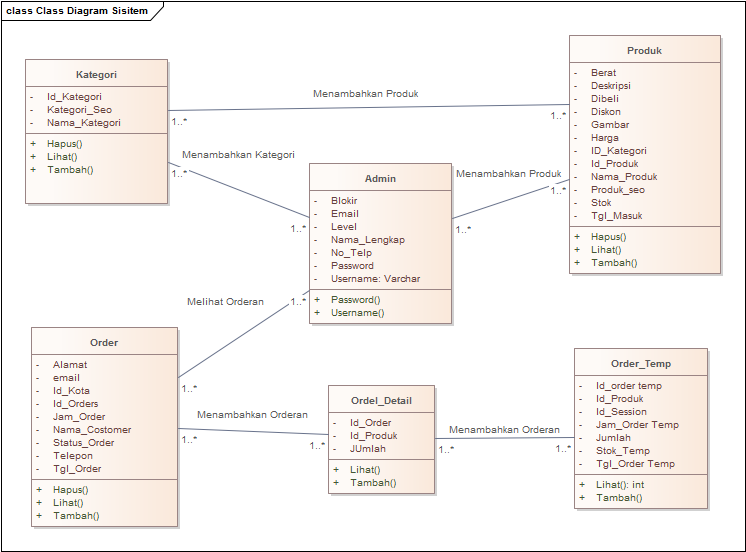 class Class Diagram Sisitem
Kategori
- Id_Kategori
- Kategori_Seo
- Nama_Kategori
+ Hapus()
+ Lihat()
+ Tambah()
Menambahkan Produk
1..*
1..*
Produk
- Berat
- Deskripsi
- Dibeli
- Diskon
- Gambar
- Harga
- ID_Kategori
- Id_Produk
- Nama_Produk
- Produk_seo
- Stok
- Tgl_Masuk
+ Hapus()
+ Lihat()
+ Tambah()
Menambahkan Kategori
1..*
1..*
Admin
- Blokir
- Email
- Level
- Nama_Lengkap
- No_Telp
- Password
- Username: Varchar
+ Password()
+ Username()
Menambahkan Produk
1..*
1..*
Melihat Orderan
1..*
1..*
Order
- Alamat
- email
- Id_Kota
- Id_Orders
- Jam_Order
- Nama_Costomer
- Status_Order
- Telepon
- Tgl_Order
+ Hapus()
+ Lihat()
+ Tambah()
Menambahkan Orderan
1..*
1..*
Ordel_Detail
- Id_Order
- Id_Produk
- JUmlah
+ Lihat()
+ Tambah()
Menambahkan Orderan
1..*
1..*
Order_Temp
- Id_order temp
- Id_Produk
- Id_Session
- Jam_Order Temp
- Jumlah
- Stok_Temp
- Tgl_Order Temp
+ Lihat(): int
+ Tambah()